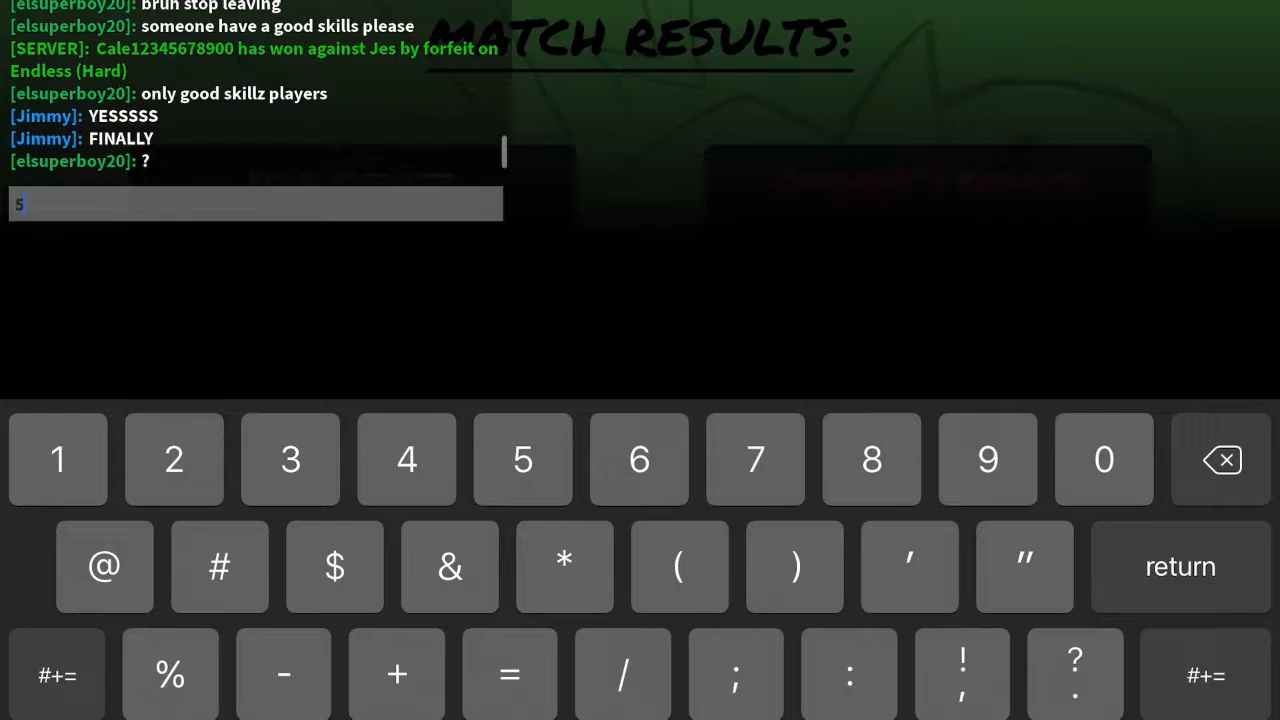 [elsuperboy20]: bruh stop leaving
[elsuperboy20]: someone have a good skills please
[SERVER]: Cale12345678900 has won against Jes by forfeit on
Endless (Hard)
[elsuperboy20]: only good skillz players
[Jimmy]: YESSSSS
[Jimmy]: FINALLY
[elsuperboy20]: ?
5
MATCH RESULTS:
1 2 3 4 5 6 7 8 9 0
@ # $ & * ( ) ' " return
#+= % - + = / ; : ! , ? . #+=